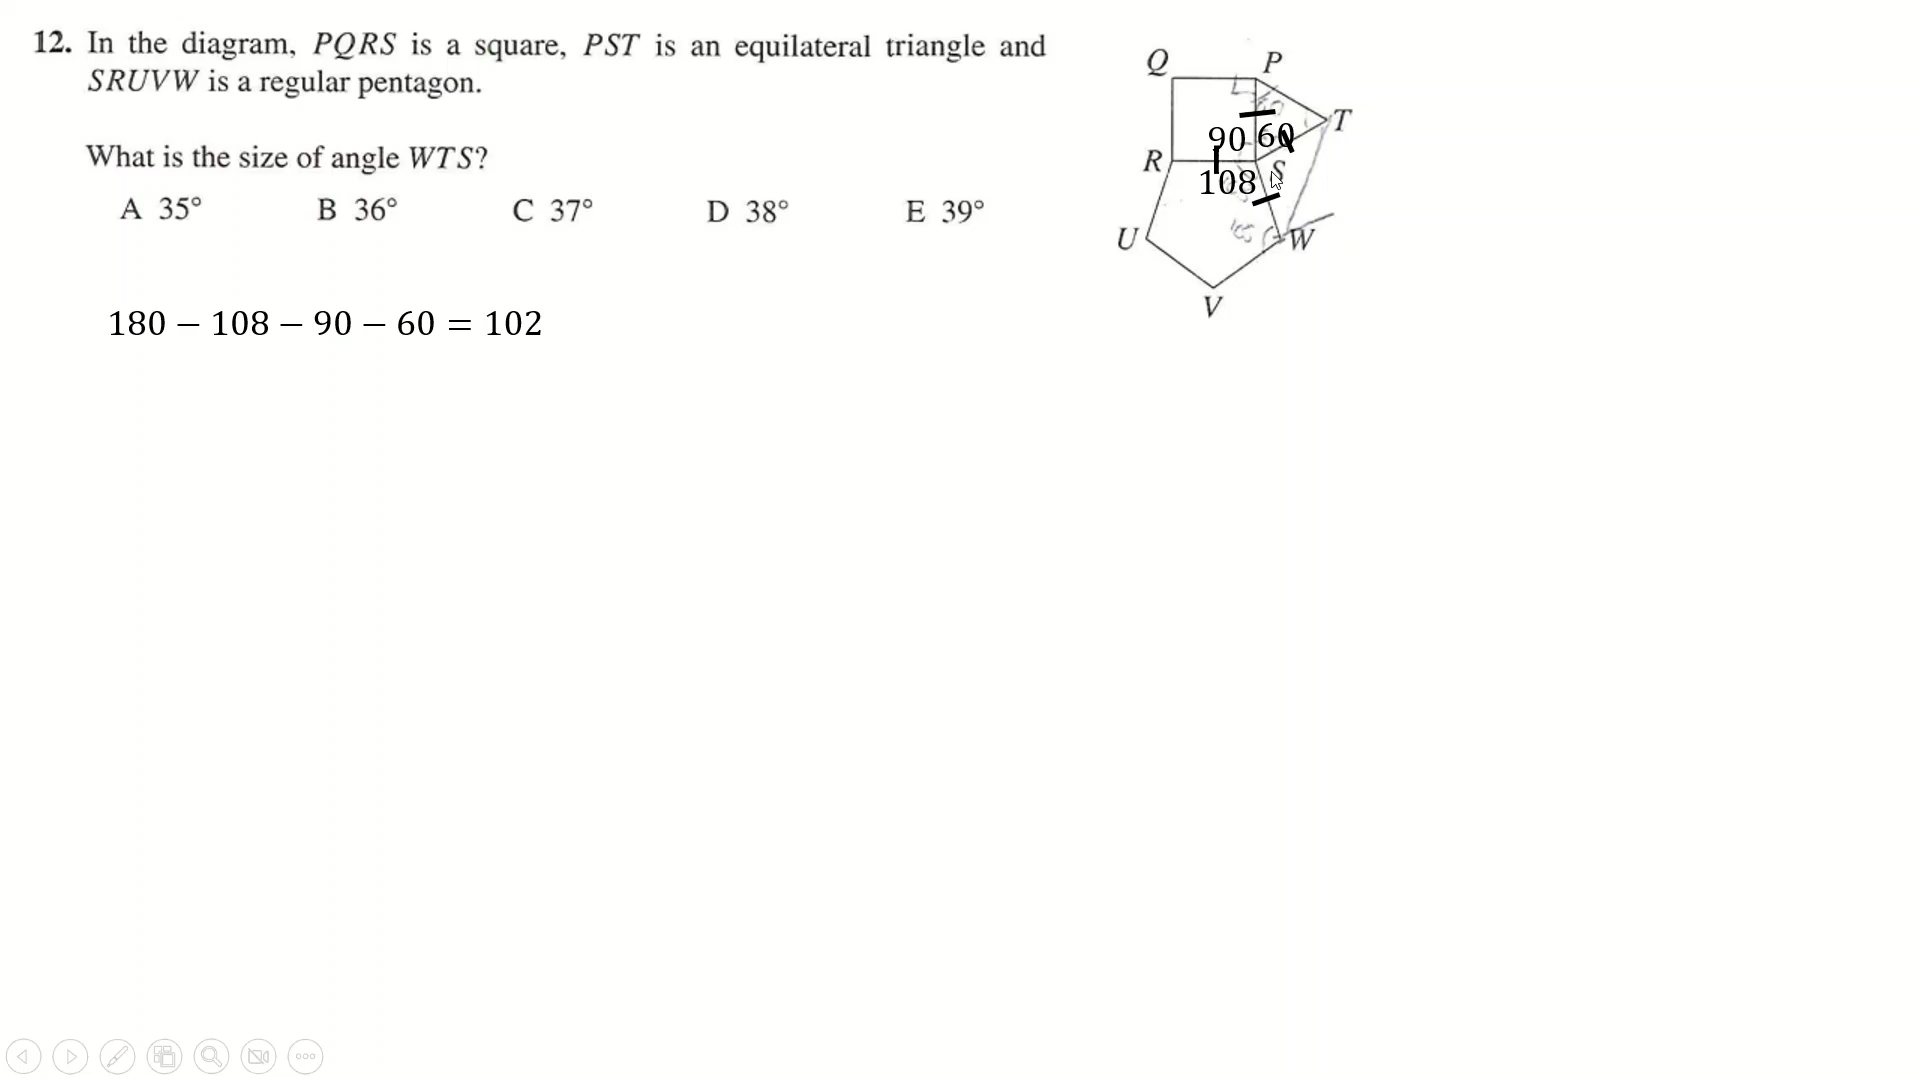 12. In the diagram, PQRS is a square, PST is an equilateral triangle and
SRUVW is a regular pentagon.
What is the size of angle WTS?
A 35° B 36° C 37° D 38° E 39°
180 − 108 − 90 − 60 = 102
Q P
T
90 60
R S
108
U W
V